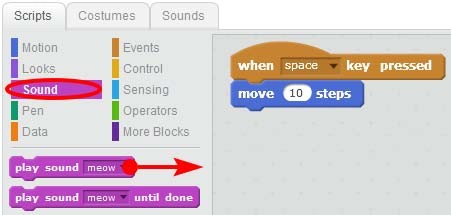 Scripts Costumes Sounds
Motion Events
Looks Control
Sound Sensing
Pen Operators
Data More Blocks
play sound meow
play sound meow until done
when space key pressed
move 10 steps